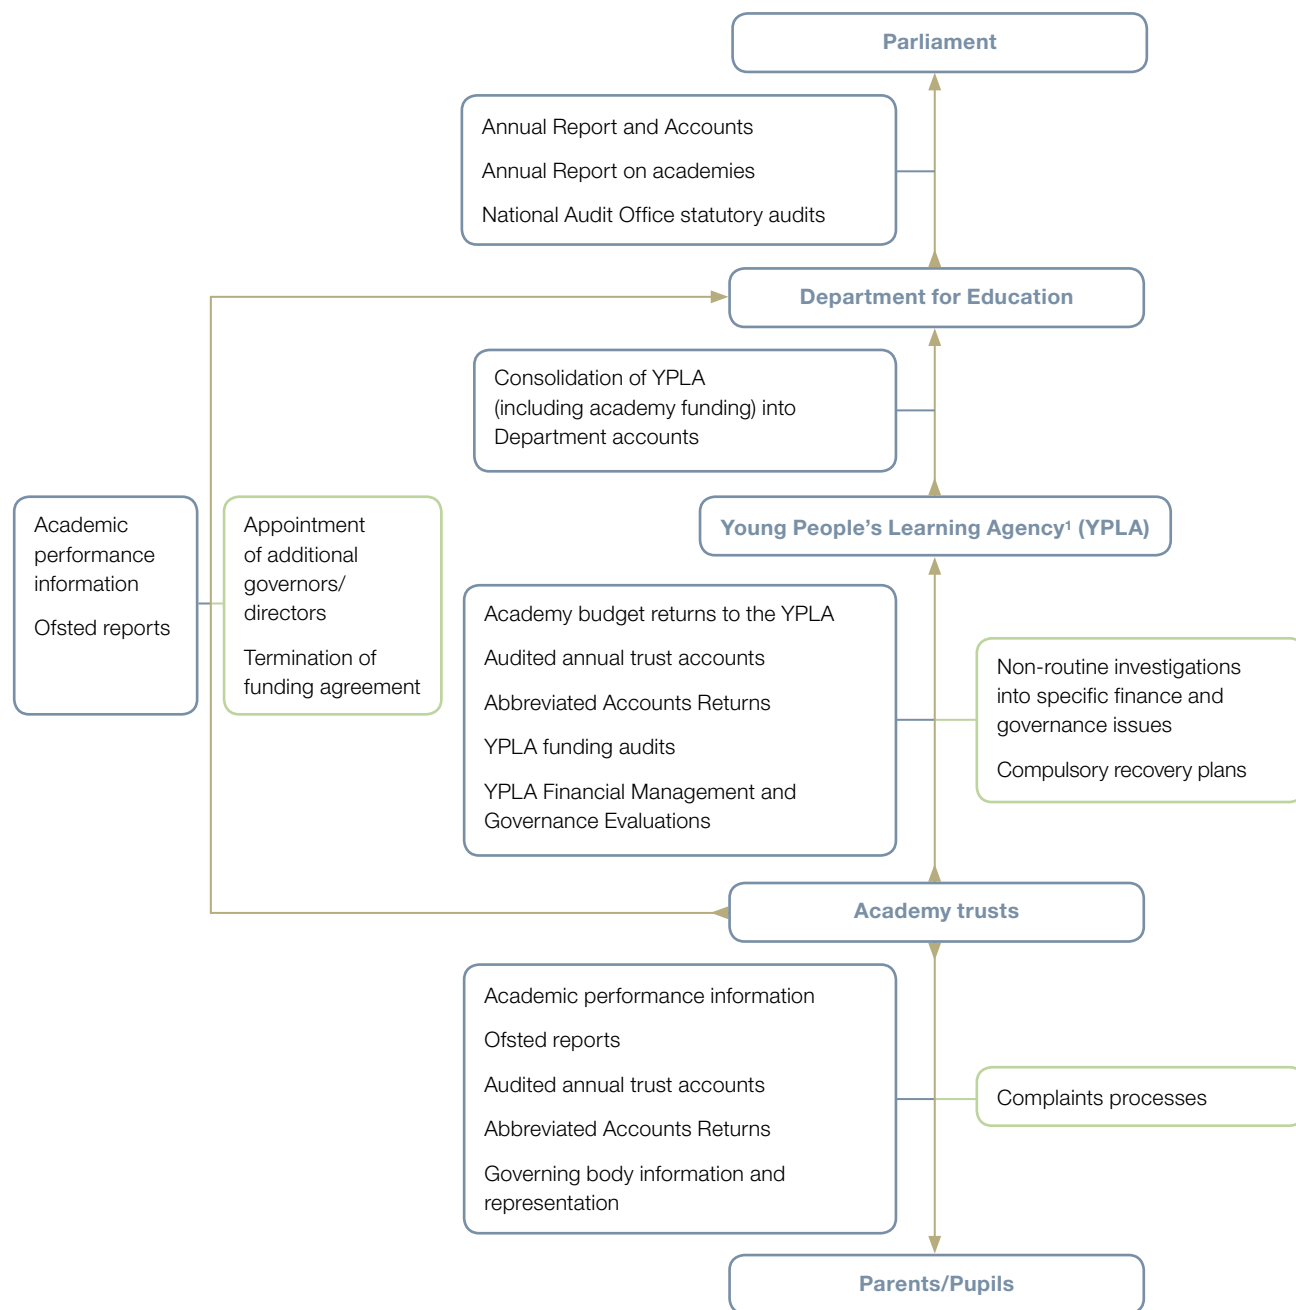 Parliament
Annual Report and Accounts
Annual Report on academies
National Audit Office statutory audits
Department for Education
Consolidation of YPLA
(including academy funding) into
Department accounts
Academic
performance
information
Ofsted reports
Appointment
of additional
governors/
directors
Termination of
funding agreement
Young People’s Learning Agency¹ (YPLA)
Academy budget returns to the YPLA
Audited annual trust accounts
Abbreviated Accounts Returns
YPLA funding audits
YPLA Financial Management and
Governance Evaluations
Non-routine investigations
into specific finance and
governance issues
Compulsory recovery plans
Academy trusts
Academic performance information
Ofsted reports
Audited annual trust accounts
Abbreviated Accounts Returns
Governing body information and
representation
Complaints processes
Parents/Pupils